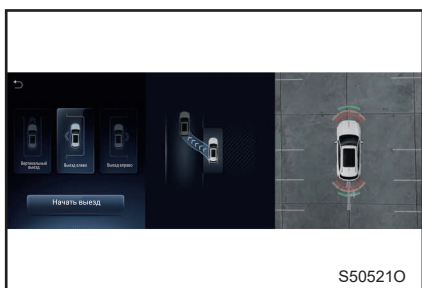 Вертикальный
выезд
Выезд влево
Выезд вправо
Начать выезд
S50521O